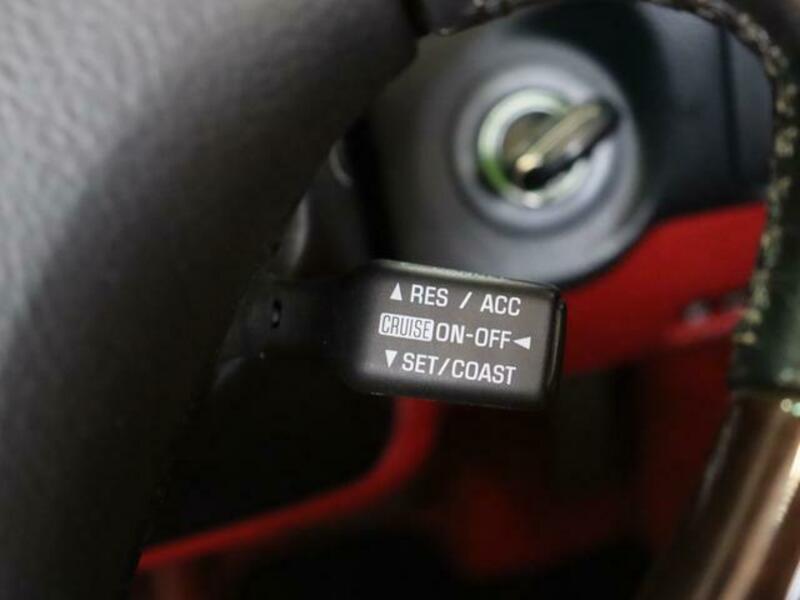 ▲ RES / ACC
CRUISE ON-OFF ◀
▼ SET/COAST